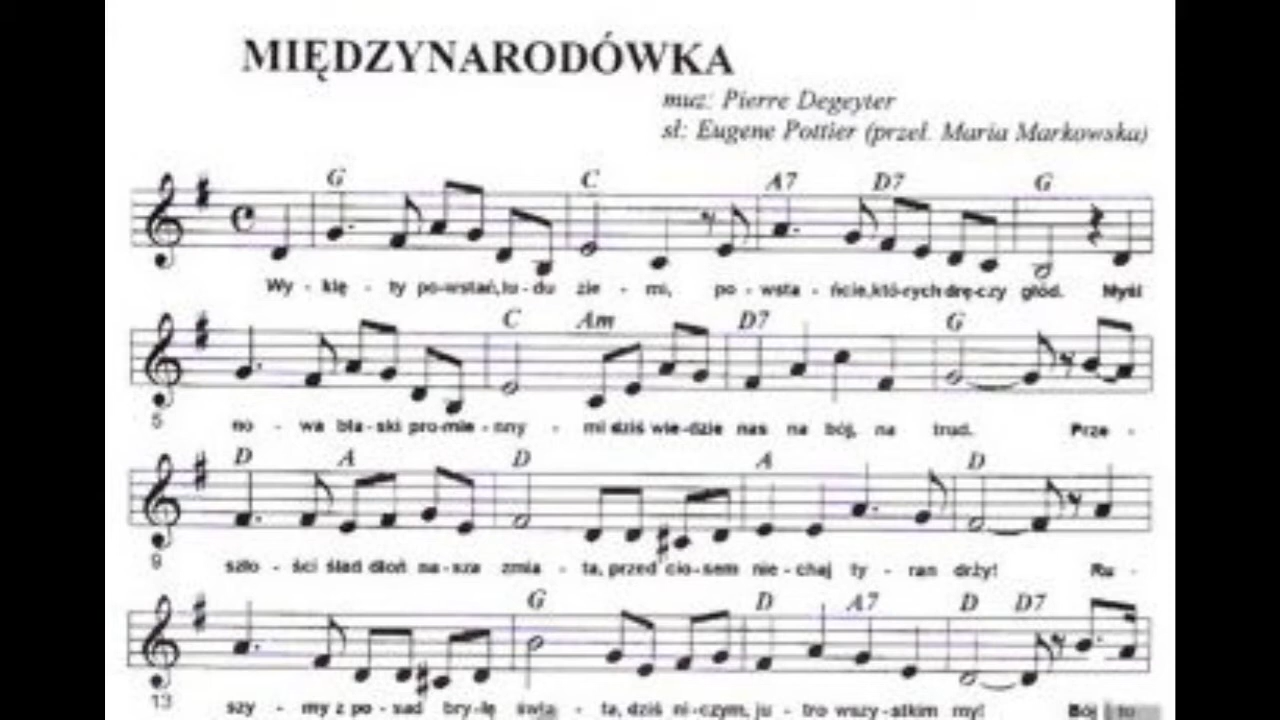 MIĘDZYNARODÓWKA
muz: Pierre Degeyter
sł: Eugene Pottier (przeł. Maria Markowska)
G C A7 D7 G
Wy - klę - ty po-wstań, lu - du zie - mi, po - wsta - ńcie, któ-rych drę-czy głód. Myśl
C Am D7 G
5
no - wa bla - ski pro-mie - nny - mi dziś wie-dzie nas na bój, na trud. Prze -
D A D A D
9
szło - ści ślad dłoń na-sza zmia - ta, przed cio-sem nie - chaj ty - ran drży! Ru -
G D A7 D D7
13
szy - my z po - sad bry-łę świa - ta, dziś ni-czym, ju - tro wszy-stkim my! Bój to